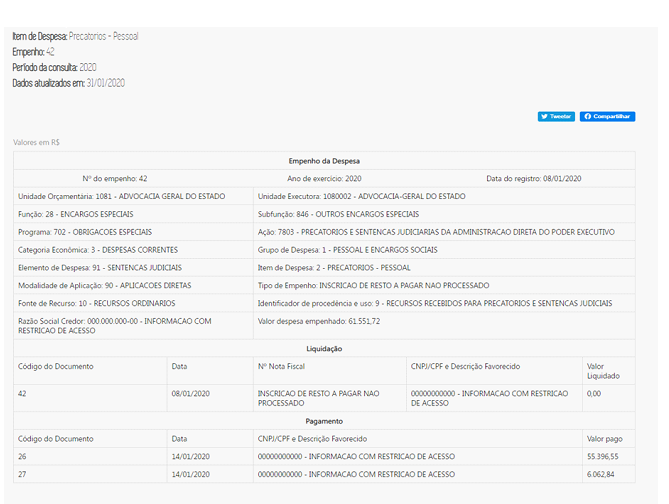 Item de Despesa: Precatorios - Pessoal
Empenho: 42
Período da consulta: 2020
Dados atualizados em: 31/01/2020
Tweeter Compartilhar
Valores em R$
Empenho da Despesa
Nº do empenho: 42 Ano de exercício: 2020 Data do registro: 08/01/2020
Unidade Orçamentária: 1081 - ADVOCACIA GERAL DO ESTADO Unidade Executora: 1080002 - ADVOCACIA-GERAL DO ESTADO
Função: 28 - ENCARGOS ESPECIAIS Subfunção: 846 - OUTROS ENCARGOS ESPECIAIS
Programa: 702 - OBRIGACOES ESPECIAIS Ação: 7803 - PRECATORIOS E SENTENCAS JUDICIARIAS DA ADMINISTRACAO DIRETA DO PODER EXECUTIVO
Categoria Econômica: 3 - DESPESAS CORRENTES Grupo de Despesa: 1 - PESSOAL E ENCARGOS SOCIAIS
Elemento de Despesa: 91 - SENTENCAS JUDICIAIS Item de Despesa: 2 - PRECATORIOS - PESSOAL
Modalidade de Aplicação: 90 - APLICACOES DIRETAS Tipo de Empenho: INSCRICAO DE RESTO A PAGAR NAO PROCESSADO
Fonte de Recurso: 10 - RECURSOS ORDINARIOS Identificador de procedência e uso: 9 - RECURSOS RECEBIDOS PARA PRECATORIOS E SENTENCAS JUDICIAIS
Razão Social Credor: 000.000.000-00 - INFORMACAO COM Valor despesa empenhado: 61.551,72
RESTRICAO DE ACESSO
Liquidação
Código do Documento Data Nº Nota Fiscal CNPJ/CPF e Descrição Favorecido Valor
Liquidado
42 08/01/2020 INSCRICAO DE RESTO A PAGAR NAO 00000000000 - INFORMACAO COM RESTRICAO 0,00
PROCESSADO DE ACESSO
Pagamento
Código do Documento Data CNPJ/CPF e Descrição Favorecido Valor pago
26 14/01/2020 00000000000 - INFORMACAO COM RESTRICAO DE ACESSO 55.396,55
27 14/01/2020 00000000000 - INFORMACAO COM RESTRICAO DE ACESSO 6.062,84